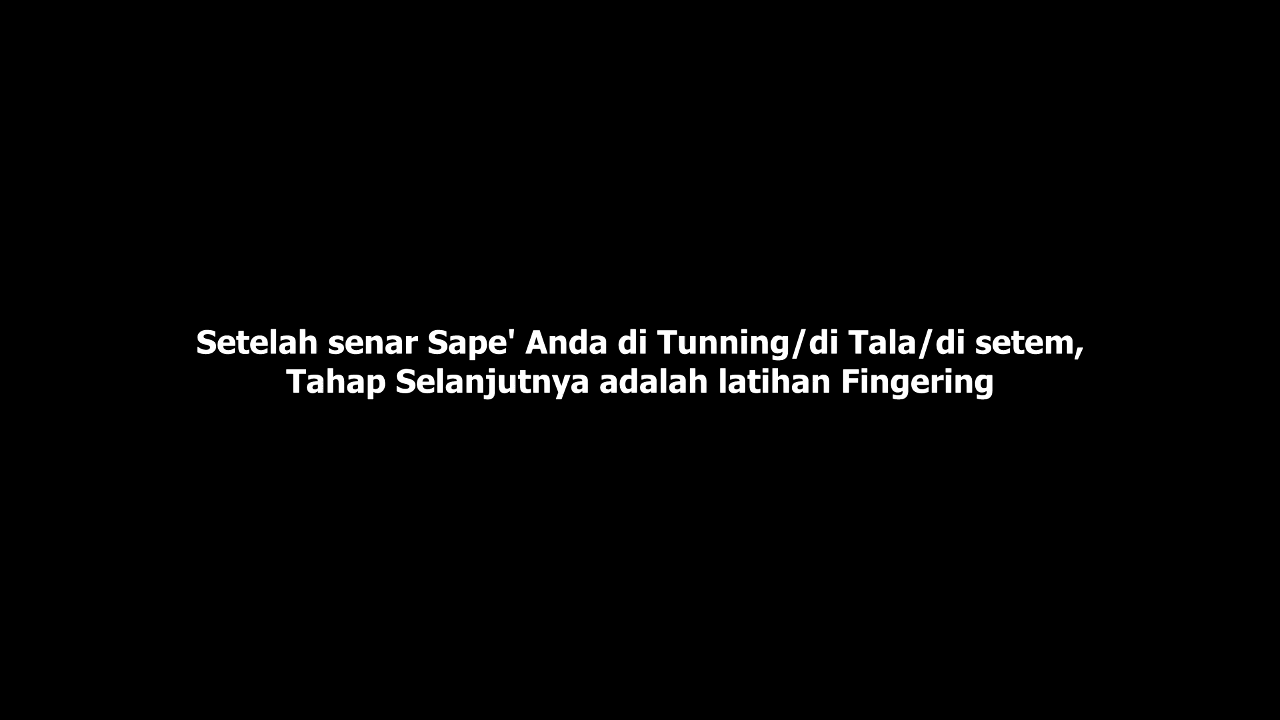 Setelah senar Sape' Anda di Tunning/di Tala/di setem,
Tahap Selanjutnya adalah latihan Fingering